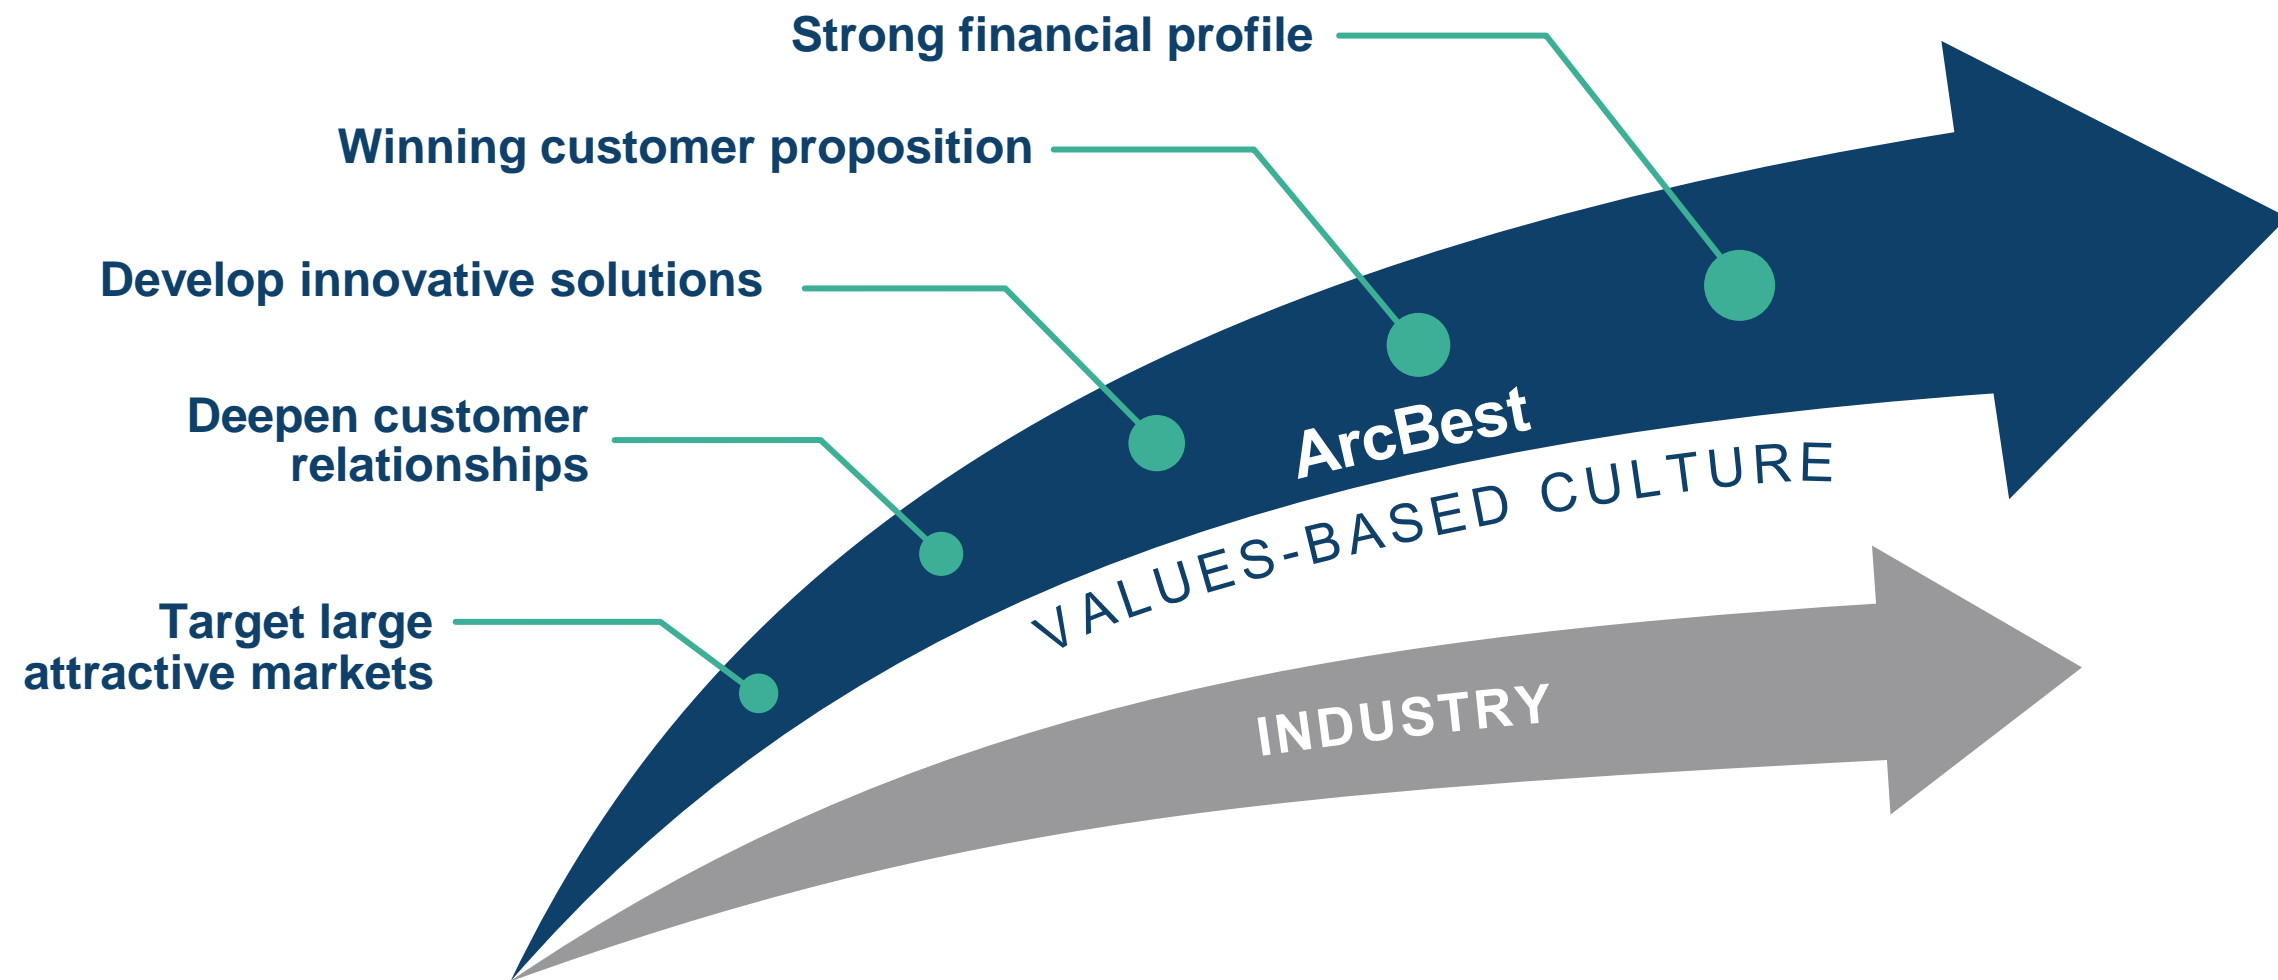 Strong financial profile
Winning customer proposition
Develop innovative solutions
Deepen customer
relationships
Target large
attractive markets
ArcBest
VALUES-BASED CULTURE
INDUSTRY